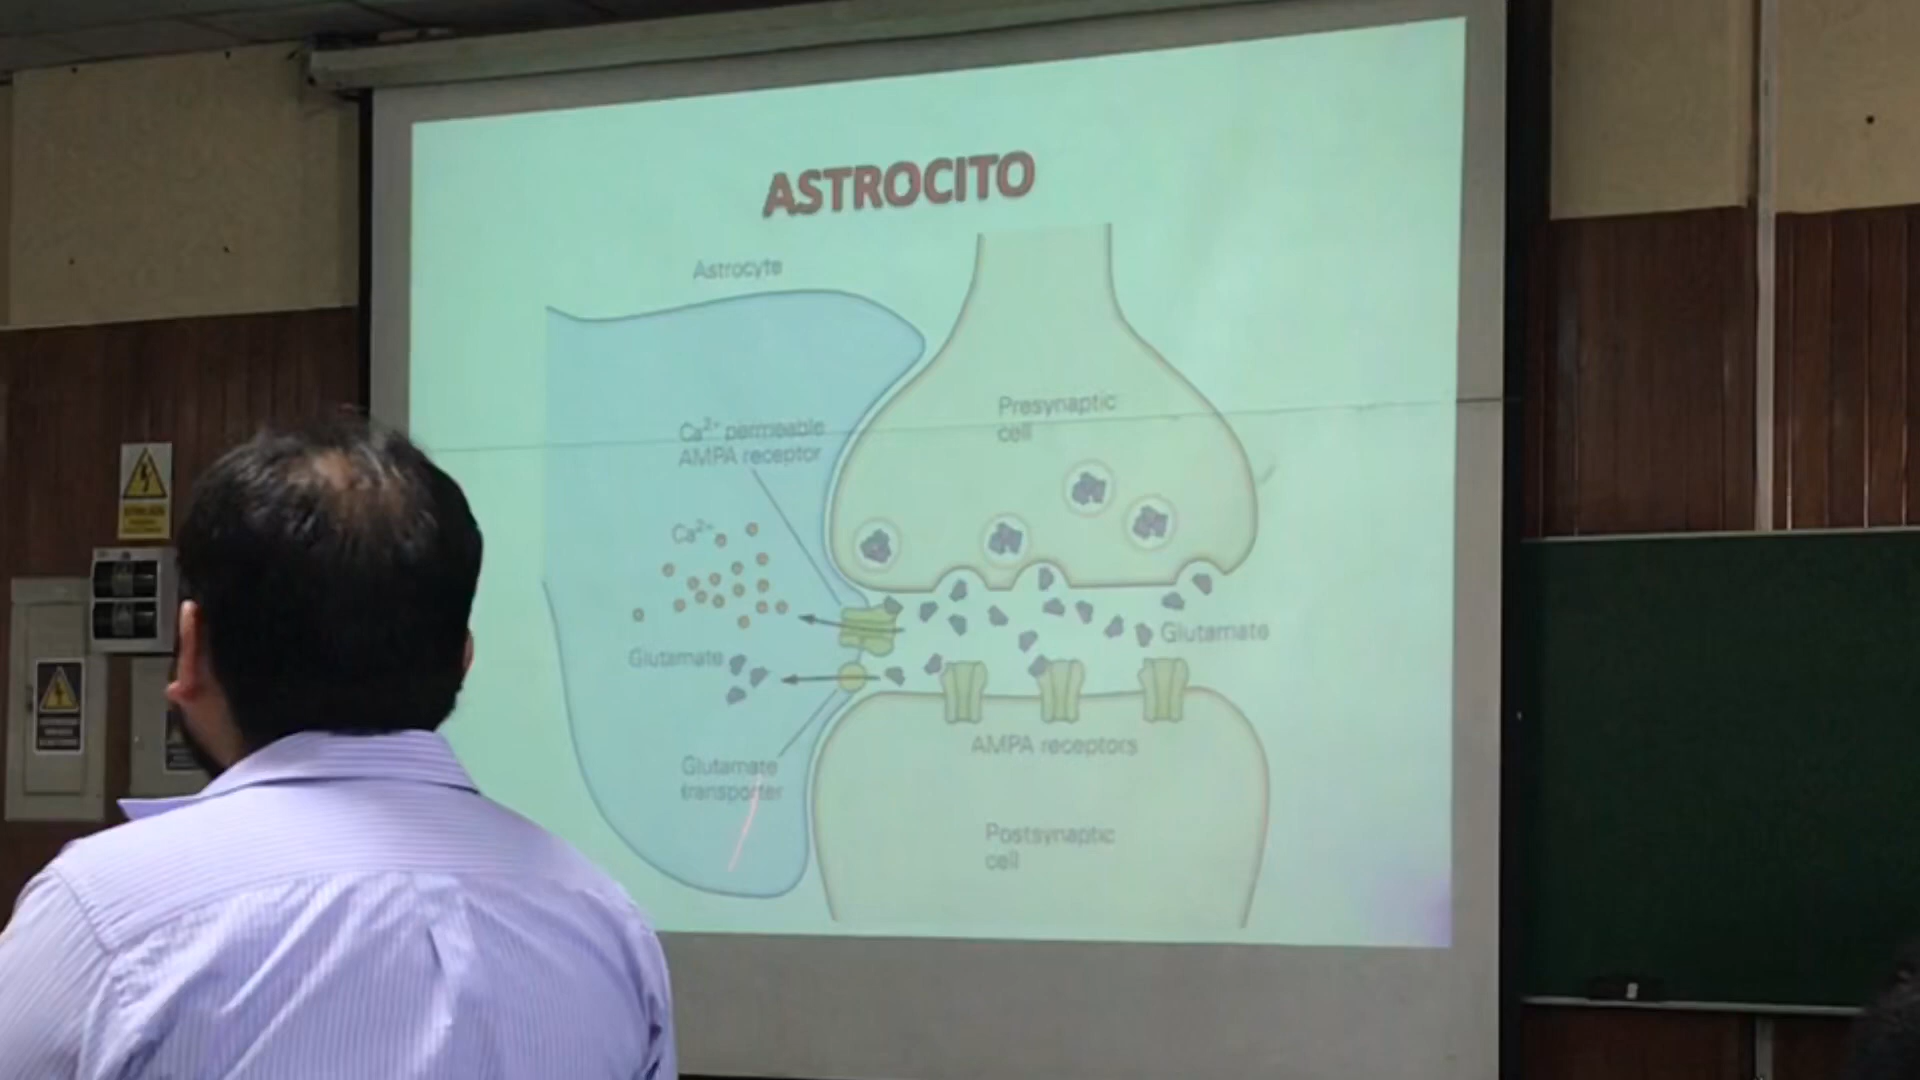 ASTROCITO
Astrocyte
Presynaptic
cell
Ca2+ permeable
AMPA receptor
Ca2+
Glutamate
Glutamate
AMPA receptors
Glutamate
transporter
Postsynaptic
cell